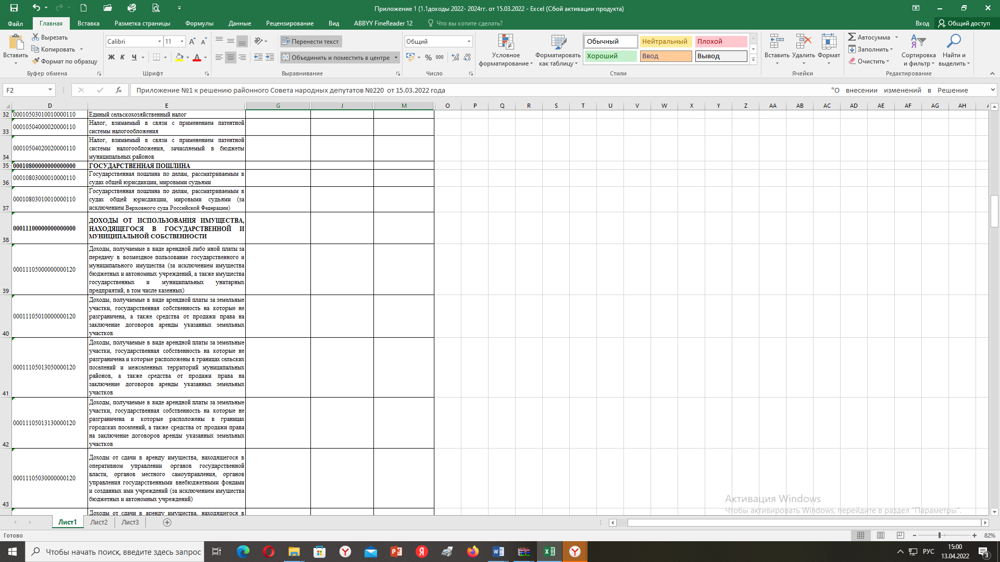 Приложение 1 (1.1доходы 2022- 2024гг. от 15.03.2022 - Excel (Сбой активации продукта)
Файл Главная Вставка Разметка страницы Формулы Данные Рецензирование Вид ABBYY FineReader 12 Что вы хотите сделать? Вход Общий доступ
Вставить
Вырезать
Копировать
Формат по образцу
Буфер обмена
Calibri 11
Ж К Ч А
Шрифт
Перенести текст
Объединить и поместить в центре
Выравнивание
Общий
% 000
Число
Условное форматирование
Форматировать как таблицу
Обычный Нейтральный Плохой
Хороший Ввод Вывод
Стили
Вставить Удалить Формат
Ячейки
Автосумма
Заполнить
Очистить
Сортировка и фильтр
Найти и выделить
Редактирование
F2 fx Приложение №1 к решению районного Совета народных депутатов №220 от 15.03.2022 года "О внесении изменений в Решение
D E G J M O P Q R S T U V W X Y Z AA AB AC AD AE AF AG AH
32 00010503010010000110 Единый сельскохозяйственный налог
33 00010504000020000110 Налог, взимаемый в связи с применением патентной
системы налогообложения
34 00010504020020000110 Налог, взимаемый в связи с применением патентной
системы налогообложения, зачисляемый в бюджеты
муниципальных районов
35 00010800000000000000 ГОСУДАРСТВЕННАЯ ПОШЛИНА
36 00010803000010000110 Государственная пошлина по делам, рассматриваемым в
судах общей юрисдикции, мировыми судьями
37 00010803010010000110 Государственная пошлина по делам, рассматриваемым в
судах общей юрисдикции, мировыми судьями (за
исключением Верховного суда Российской Федерации)
38 00011100000000000000 ДОХОДЫ ОТ ИСПОЛЬЗОВАНИЯ ИМУЩЕСТВА,
НАХОДЯЩЕГОСЯ В ГОСУДАРСТВЕННОЙ И
МУНИЦИПАЛЬНОЙ СОБСТВЕННОСТИ
39 00011105000000000120 Доходы, получаемые в виде арендной либо иной платы за
передачу в возмездное пользование государственного и
муниципального имущества (за исключением имущества
бюджетных и автономных учреждений, а также имущества
государственных и муниципальных унитарных
предприятий, в том числе казенных)
40 00011105010000000120 Доходы, получаемые в виде арендной платы за земельные
участки, государственная собственность на которые не
разграничена, а также средства от продажи права на
заключение договоров аренды указанных земельных
участков
41 00011105013050000120 Доходы, получаемые в виде арендной платы за земельные
участки, государственная собственность на которые не
разграничена и которые расположены в границах сельских
поселений и межселенных территорий муниципальных
районов, а также средства от продажи права на
заключение договоров аренды указанных земельных
участков
42 00011105013130000120 Доходы, получаемые в виде арендной платы за земельные
участки, государственная собственность на которые не
разграничена и которые расположены в границах
городских поселений, а также средства от продажи права
на заключение договоров аренды указанных земельных
участков
43 00011105030000000120 Доходы от сдачи в аренду имущества, находящегося в
оперативном управлении органов государственной
власти, органов местного самоуправления, органов
управления государственными внебюджетными фондами
и созданных ими учреждений (за исключением имущества
бюджетных и автономных учреждений)
Доходы от сдачи в аренду имущества, находящегося в
Активация Windows
Чтобы активировать Windows, перейдите в раздел "Параметры".
Лист1 Лист2 Лист3
Готово 82%
Чтобы начать поиск, введите здесь запрос
РУС
15:00
13.04.2022
3